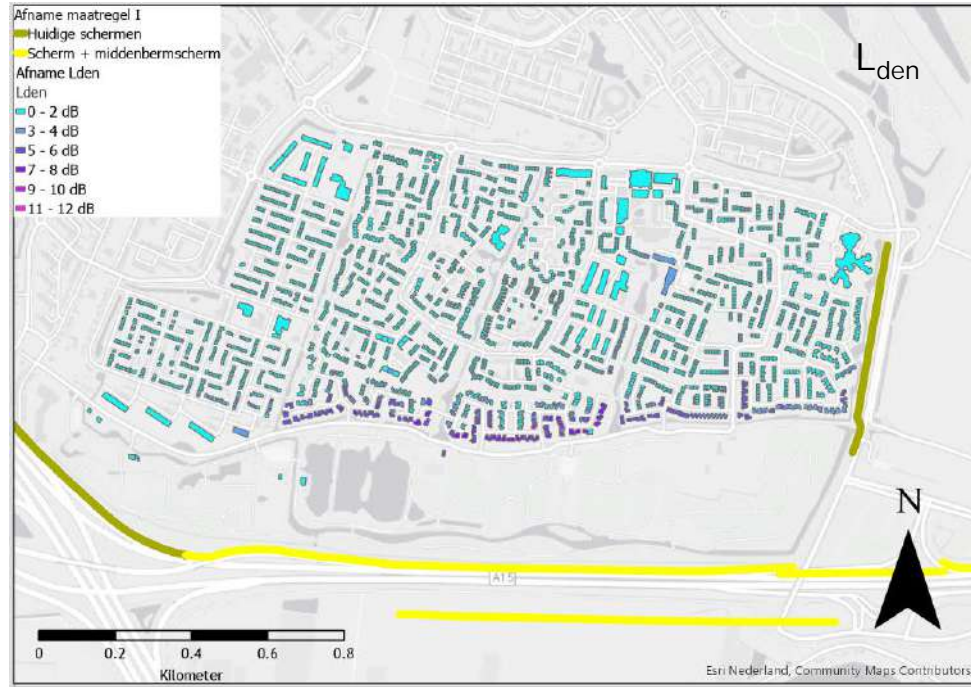 Afname maatregel I
Huidige schermen
Scherm + middenbermscherm
Afname Lden
Lden
0 - 2 dB
3 - 4 dB
5 - 6 dB
7 - 8 dB
9 - 10 dB
11 - 12 dB
Lden
N
A15
0 0.2 0.4 0.6 0.8
Kilometer
Esri Nederland, Community Maps Contributors